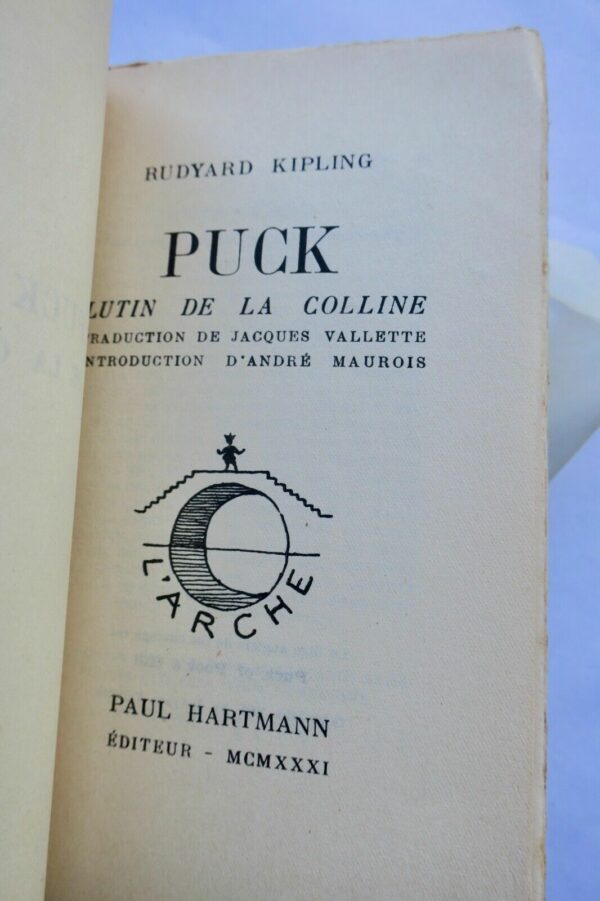 RUDYARD KIPLING
PUCK
LUTIN DE LA COLLINE
TRADUCTION DE JACQUES VALLETTE
INTRODUCTION D'ANDRÉ MAUROIS
L'ARCHE
PAUL HARTMANN
ÉDITEUR - MCMXXXI